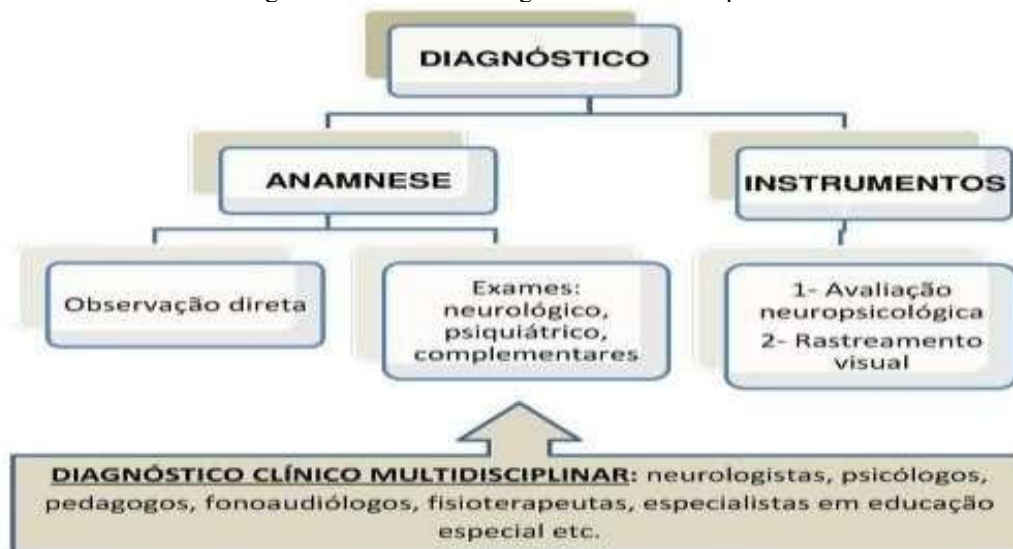 DIAGNÓSTICO
ANAMNESE
INSTRUMENTOS
Observação direta
Exames:
neurológico,
psiquiátrico,
complementares
1- Avaliação
neuropsicológica
2- Rastreamento
visual
DIAGNÓSTICO CLÍNICO MULTIDISCIPLINAR: neurologistas, psicólogos,
pedagogos, fonoaudiólogos, fisioterapeutas, especialistas em educação
especial etc.